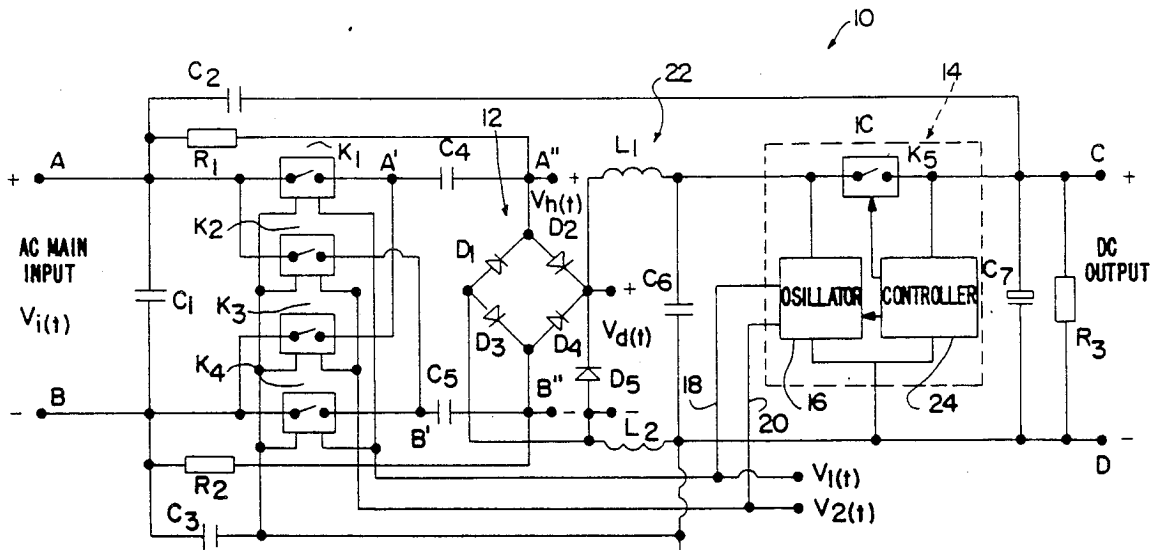 10
C2
22
14
12
IC
R1
K1
A'
C4
A"
L1
K5
C
A
+
+
+
Vh(t)
K2
D2
D1
AC MAIN
INPUT
Vi(t)
C1
K3
+
C6
OSILLATOR
CONTROLLER
C7
DC
OUTPUT
D3
D4
Vd(t)
R3
K4
C5
B"
D5
18
16
24
B
-
-
-
B'
L2
20
-
D
R2
V1(t)
C3
V2(t)